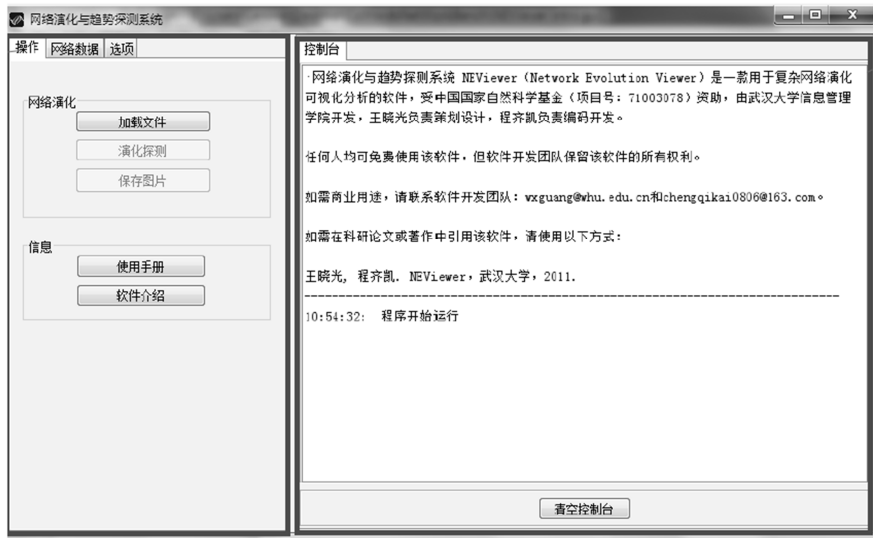 网络演化与趋势探测系统
操作 网络数据 选项
网络演化
加载文件
演化探测
保存图片
信息
使用手册
软件介绍
控制台
网络演化与趋势探测系统 NEViewer（Network Evolution Viewer）是一款用于复杂网络演化
可视化分析的软件，受中国国家自然科学基金（项目号：71003078）资助，由武汉大学信息管理
学院开发，王晓光负责策划设计，程齐凯负责编码开发。
任何人均可免费使用该软件，但软件开发团队保留该软件的所有权利。
如需商业用途，请联系软件开发团队：wxguang@whu.edu.cn和chengqikai0806@163.com。
如需在科研论文或著作中引用该软件，请使用以下方式：
王晓光, 程齐凯. NEViewer，武汉大学，2011.
10:54:32: 程序开始运行
清空控制台